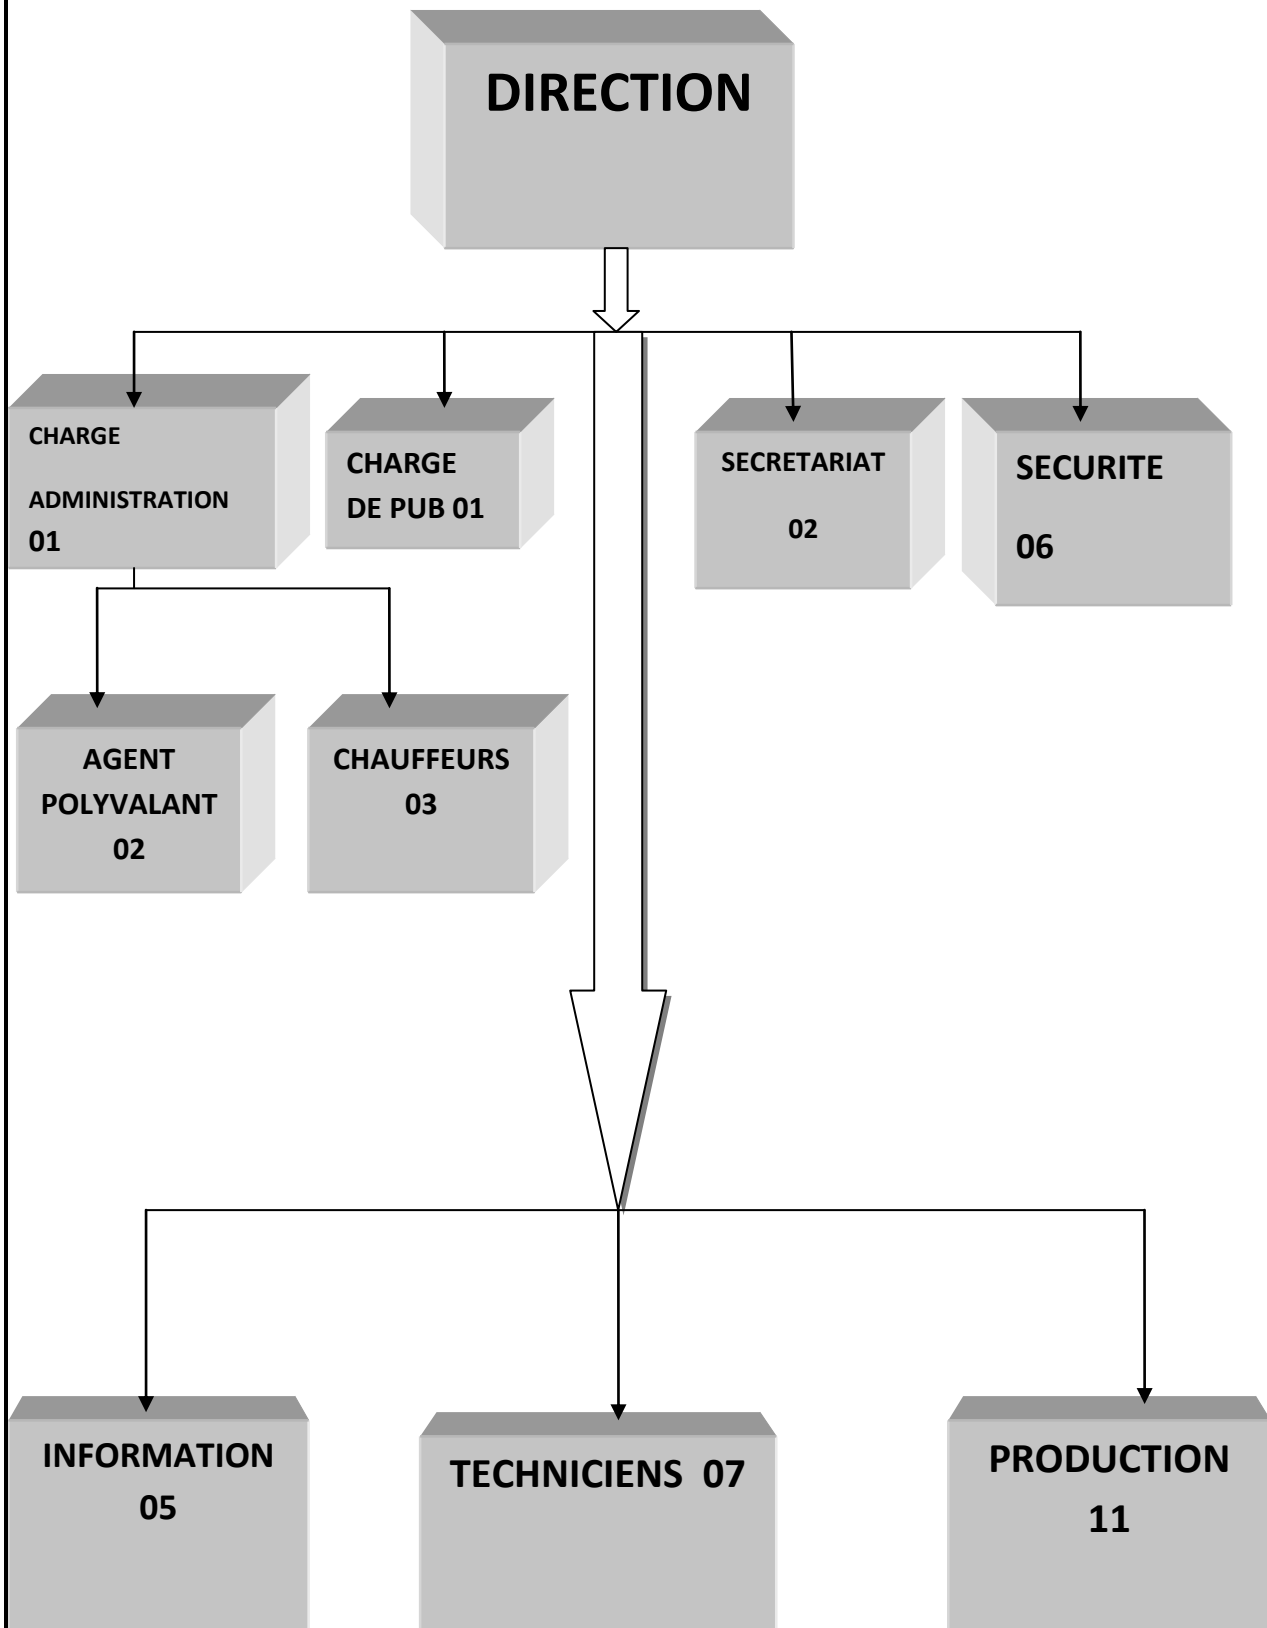 DIRECTION
CHARGE
ADMINISTRATION
01
CHARGE
DE PUB 01
SECRETARIAT
02
SECURITE
06
AGENT
POLYVALANT
02
CHAUFFEURS
03
INFORMATION
05
TECHNICIENS  07
PRODUCTION
11